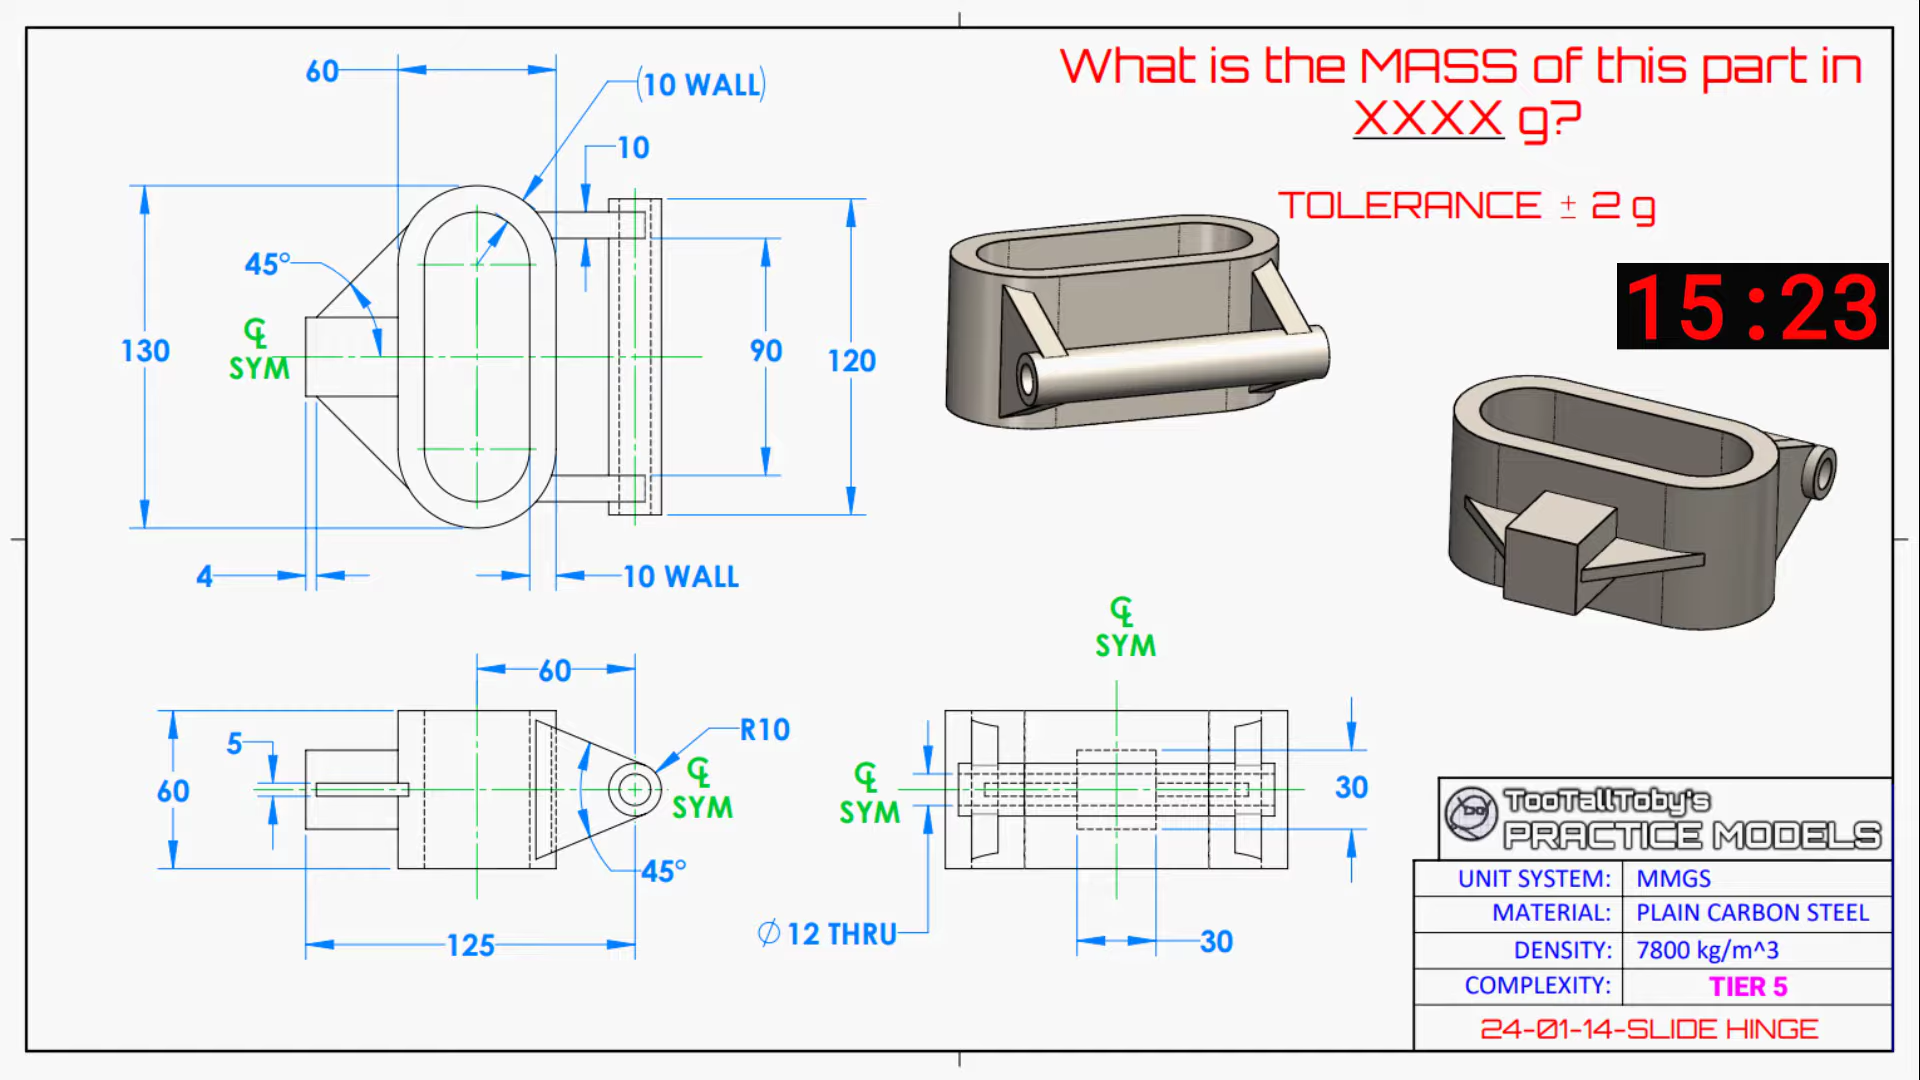 What is the MASS of this part in
XXXX g?
TOLERANCE ± 2 g
15:23
60
(10 WALL)
10
45°
℄
SYM
130
90
120
4
10 WALL
60
R10
5
℄
SYM
60
45°
125
℄
SYM
℄
SYM
30
Ø 12 THRU
30
TooTallToby's
PRACTICE MODELS
UNIT SYSTEM: MMGS
MATERIAL: PLAIN CARBON STEEL
DENSITY: 7800 kg/m^3
COMPLEXITY: TIER 5
24-01-14-SLIDE HINGE